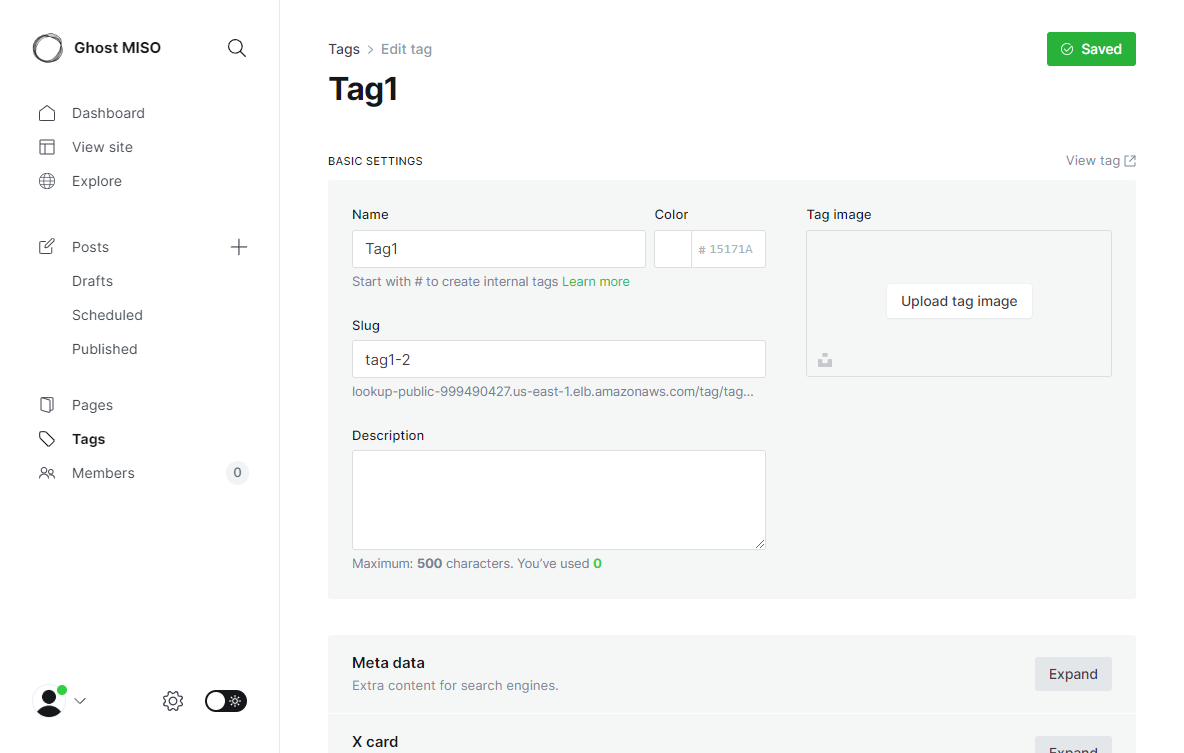 Ghost MISO
Dashboard
View site
Explore
Posts
Drafts
Scheduled
Published
Pages
Tags
Members 0
Tags > Edit tag
Saved
Tag1
BASIC SETTINGS
View tag
Name
Tag1
Start with # to create internal tags Learn more
Color
# 15171A
Slug
tag1-2
lookup-public-999490427.us-east-1.elb.amazonaws.com/tag/tag...
Description
Maximum: 500 characters. You’ve used 0
Tag image
Upload tag image
Meta data
Extra content for search engines.
Expand
X card
Expand